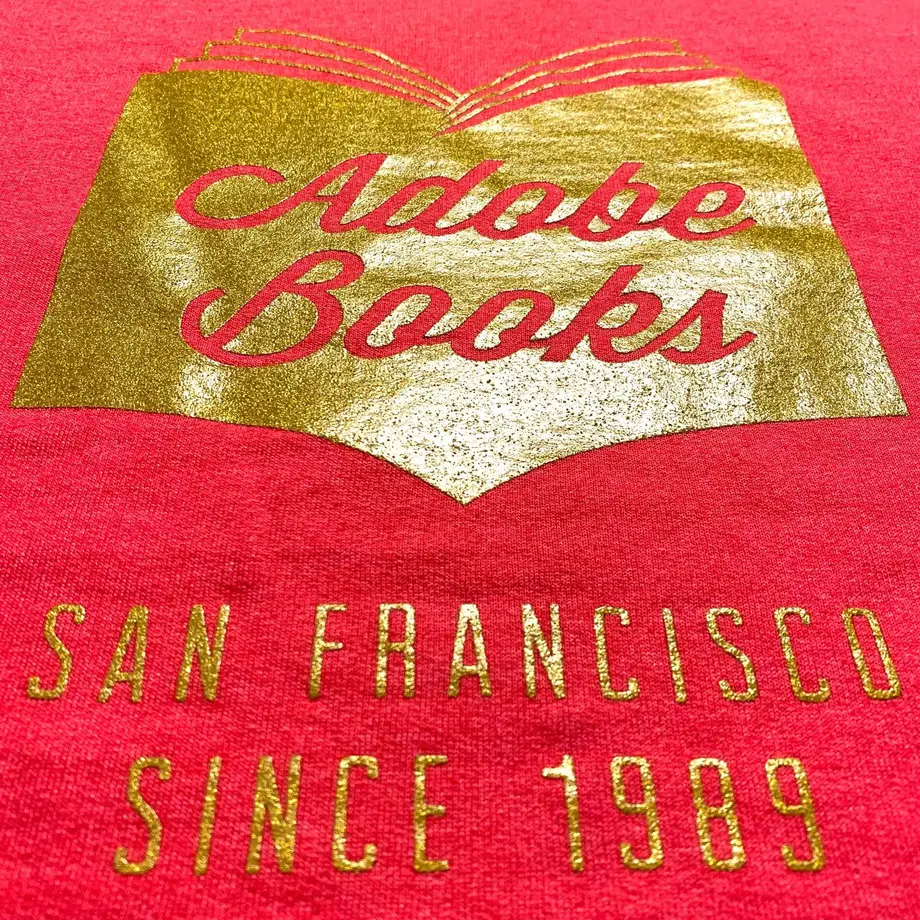 Adobe
Books
SAN FRANCISCO
SINCE 1989